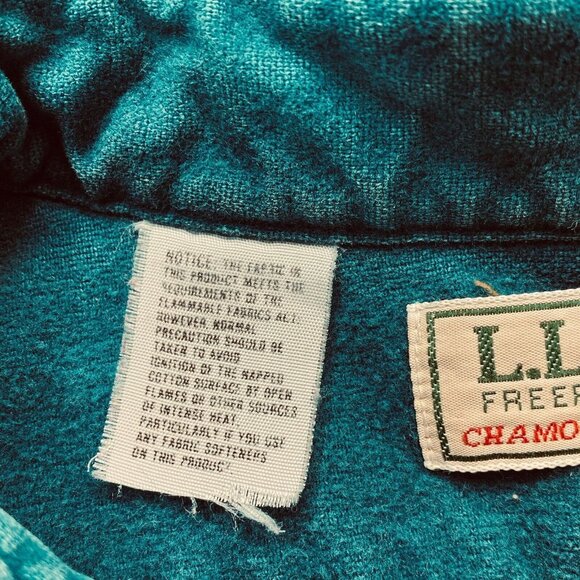 NOTICE: THE FABRIC IN
THIS PRODUCT MEETS THE
REQUIREMENTS OF THE
FLAMMABLE FABRICS ACT.
HOWEVER NORMAL
PRECAUTION SHOULD BE
TAKEN TO AVOID
IGNITION OF THE NAPPED
COTTON SURFACE BY OPEN
FLAMES OR OTHER SOURCES
OF INTENSE HEAT
PARTICULARLY IF YOU USE
ANY FABRIC SOFTENERS
ON THIS PRODUCT
L.L
FREEP
CHAMO